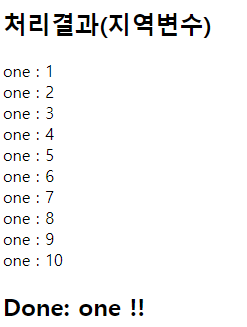 처리결과(지역변수)
one : 1
one : 2
one : 3
one : 4
one : 5
one : 6
one : 7
one : 8
one : 9
one : 10
Done: one !!